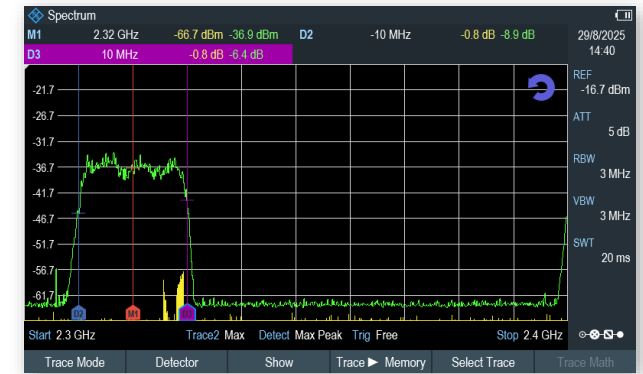 Spectrum
M1 2.32 GHz -66.7 dBm -36.9 dBm D2 -10 MHz -0.8 dB -8.9 dB
D3 10 MHz -0.8 dB -6.4 dB
29/8/2025
14:40
REF
-16.7 dBm
ATT
5 dB
RBW
3 MHz
VBW
3 MHz
SWT
20 ms
-21.7
-26.7
-31.7
-36.7
-41.7
-46.7
-51.7
-56.7
-61.7
D2 M1 D3
Start 2.3 GHz Trace2 Max Detect Max Peak Trig Free Stop 2.4 GHz
Trace Mode Detector Show Trace ► Memory Select Trace Trace Math